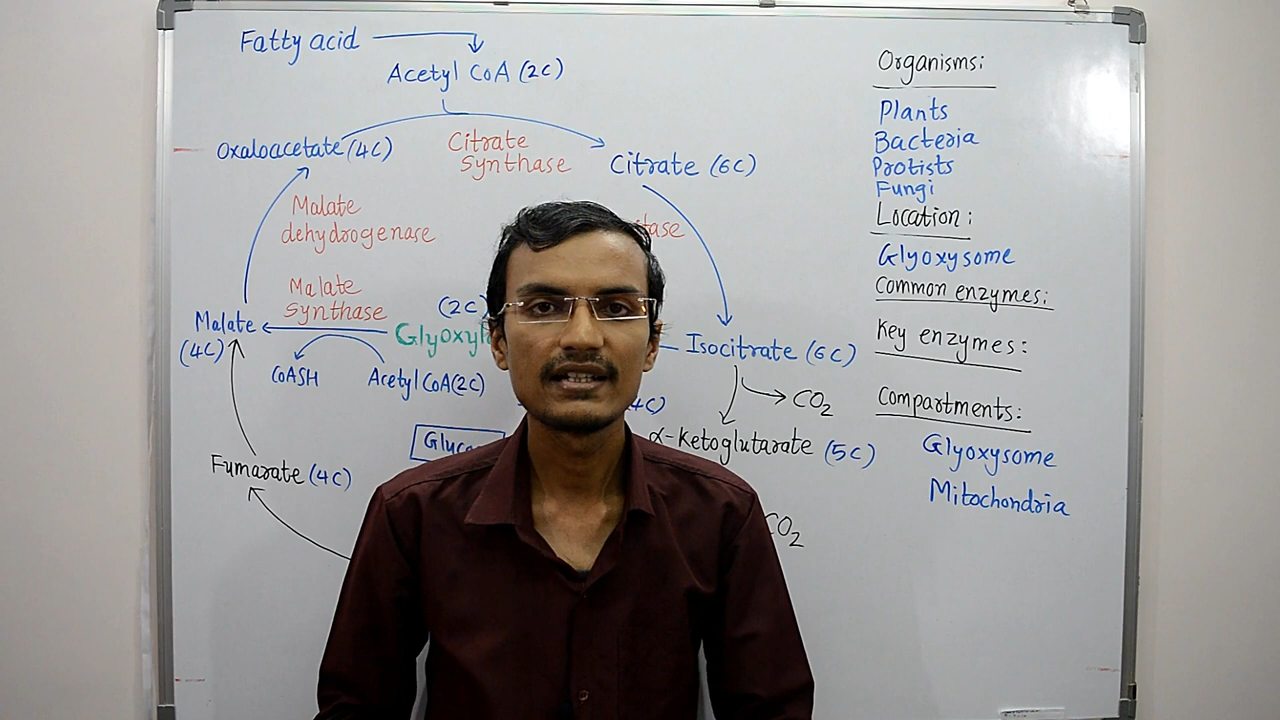 Fatty acid
Acetyl CoA (2C)
Oxaloacetate (4C)
Citrate
Synthase
Citrate (6C)
Malate
dehydrogenase
Malate
Synthase
(2C)
Malate
(4C)
CoASH
Acetyl CoA(2C)
Isocitrate (6C)
CO2
α-Ketoglutarate (5C)
Fumarate (4C)
CO2
Organisms:
Plants
Bacteria
Protists
Fungi
Location:
Glyoxysome
Common enzymes:
Key enzymes:
Compartments:
Glyoxysome
Mitochondria